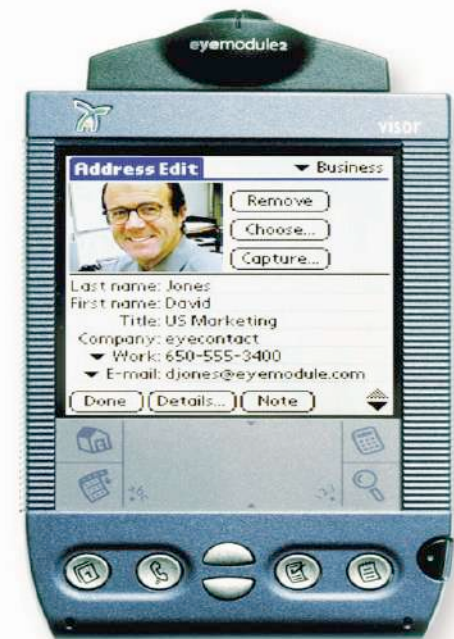 eyemodule2
VISOR
Address Edit
Business
Remove
Choose...
Capture...
Last name: Jones
First name: David
Title: US Marketing
Company: eyecontact
Work: 650-555-3400
E-mail: djones@eyemodule.com
Done Details... Note